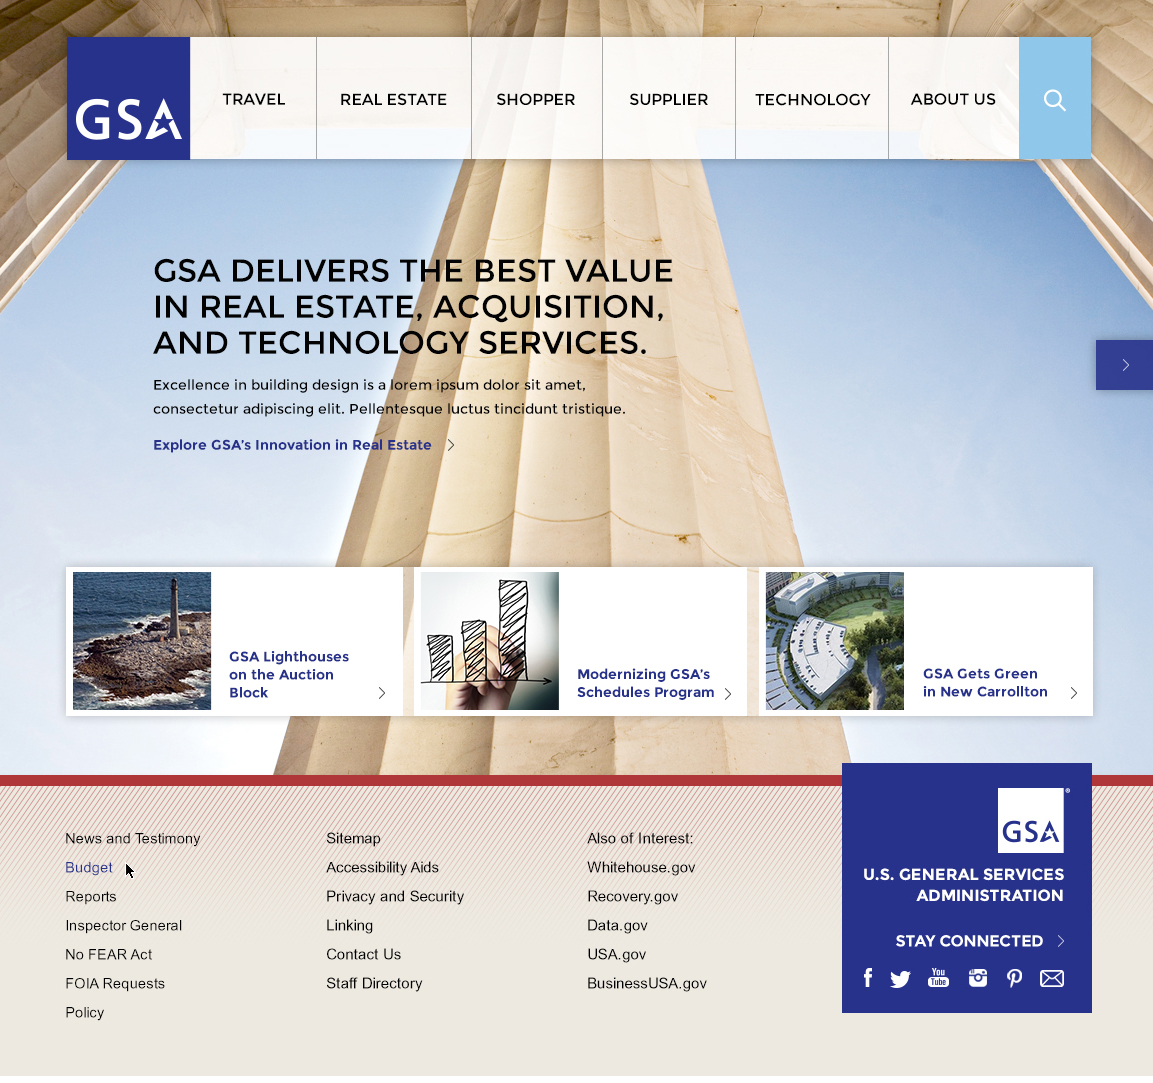 GSA
TRAVEL
REAL ESTATE
SHOPPER
SUPPLIER
TECHNOLOGY
ABOUT US
GSA DELIVERS THE BEST VALUE
IN REAL ESTATE, ACQUISITION,
AND TECHNOLOGY SERVICES.
Excellence in building design is a lorem ipsum dolor sit amet,
consectetur adipiscing elit. Pellentesque luctus tincidunt tristique.
Explore GSA's Innovation in Real Estate
GSA Lighthouses
on the Auction
Block
Modernizing GSA's
Schedules Program
GSA Gets Green
in New Carrollton
News and Testimony
Budget
Reports
Inspector General
No FEAR Act
FOIA Requests
Policy
Sitemap
Accessibility Aids
Privacy and Security
Linking
Contact Us
Staff Directory
Also of Interest:
Whitehouse.gov
Recovery.gov
Data.gov
USA.gov
BusinessUSA.gov
GSA®
U.S. GENERAL SERVICES
ADMINISTRATION
STAY CONNECTED
You
Tube